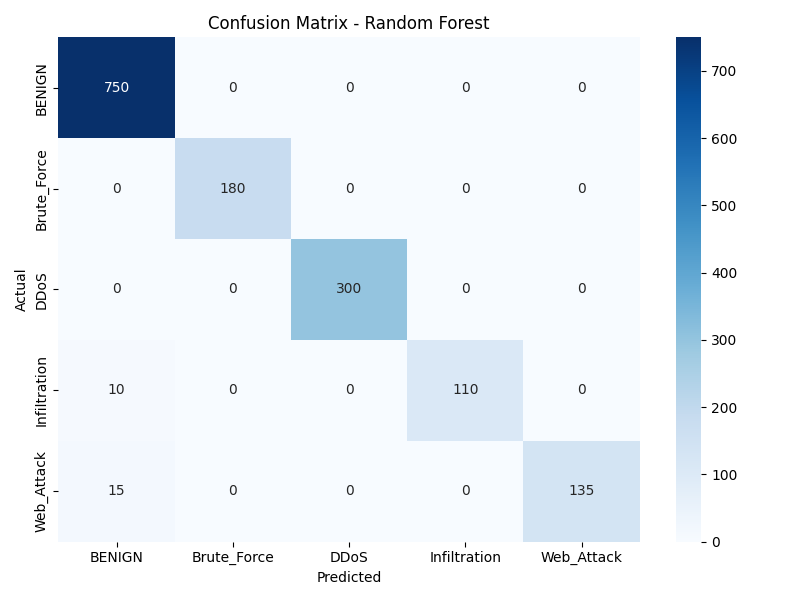 Confusion Matrix - Random Forest
Actual
BENIGN 750 0 0 0 0
Brute_Force 0 180 0 0 0
DDoS 0 0 300 0 0
Infiltration 10 0 0 110 0
Web_Attack 15 0 0 0 135
BENIGN Brute_Force DDoS Infiltration Web_Attack
Predicted
700
600
500
400
300
200
100
0